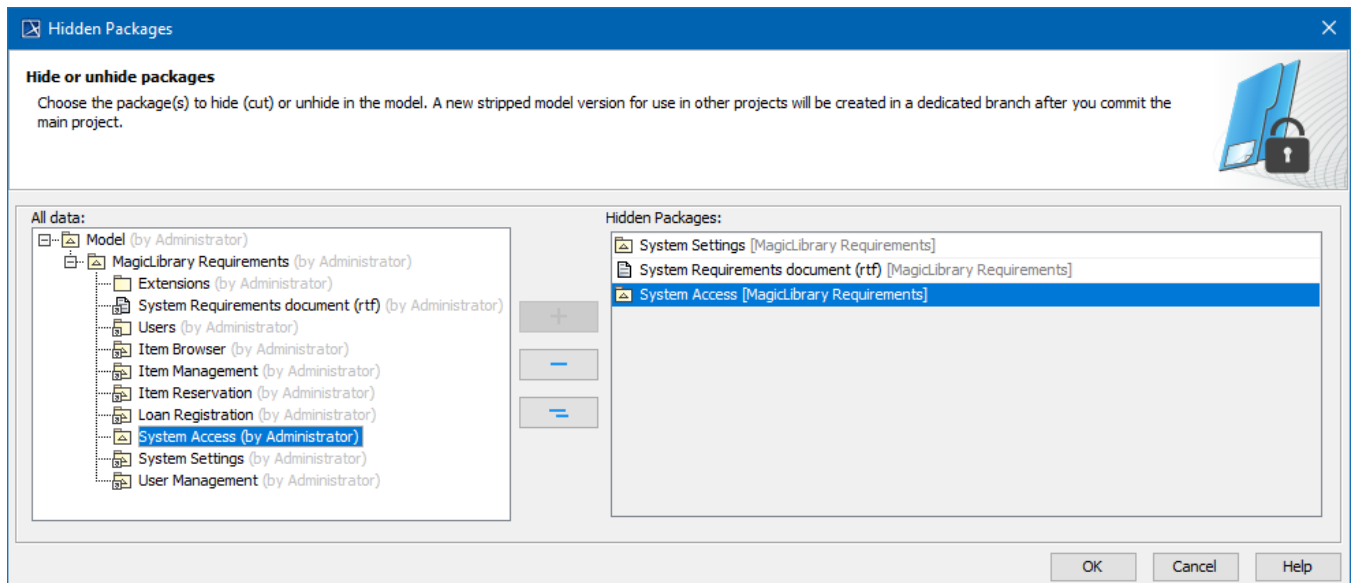 Hidden Packages
Hide or unhide packages
Choose the package(s) to hide (cut) or unhide in the model. A new stripped model version for use in other projects will be created in a dedicated branch after you commit the
main project.
All data:
Model (by Administrator)
MagicLibrary Requirements (by Administrator)
Extensions (by Administrator)
System Requirements document (rtf) (by Administrator)
Users (by Administrator)
Item Browser (by Administrator)
Item Management (by Administrator)
Item Reservation (by Administrator)
Loan Registration (by Administrator)
System Access (by Administrator)
System Settings (by Administrator)
User Management (by Administrator)
Hidden Packages:
System Settings [MagicLibrary Requirements]
System Requirements document (rtf) [MagicLibrary Requirements]
System Access [MagicLibrary Requirements]
OK
Cancel
Help